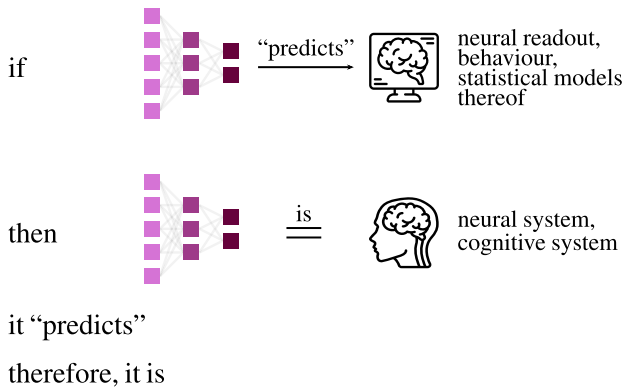 if
“predicts”
neural readout,
behaviour,
statistical models
thereof
then
is
neural system,
cognitive system
it “predicts”
therefore, it is